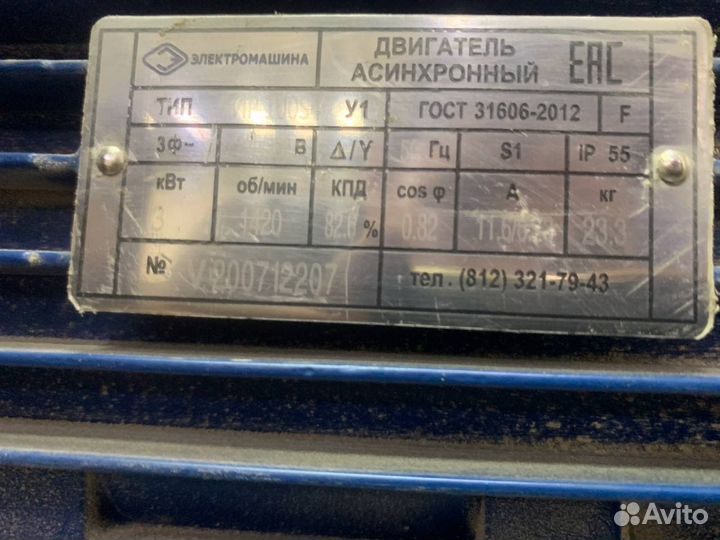 ЭЛЕКТРОМАШИНА ДВИГАТЕЛЬ АСИНХРОННЫЙ ЕАС
ТИП У1 ГОСТ 31606-2012 F
3ф~ В Δ/Y Гц S1 IP 55
кВт об/мин КПД cos φ А кг
3 82.6 % 0.82 23.3
№ тел. (812) 321-79-43
Avito